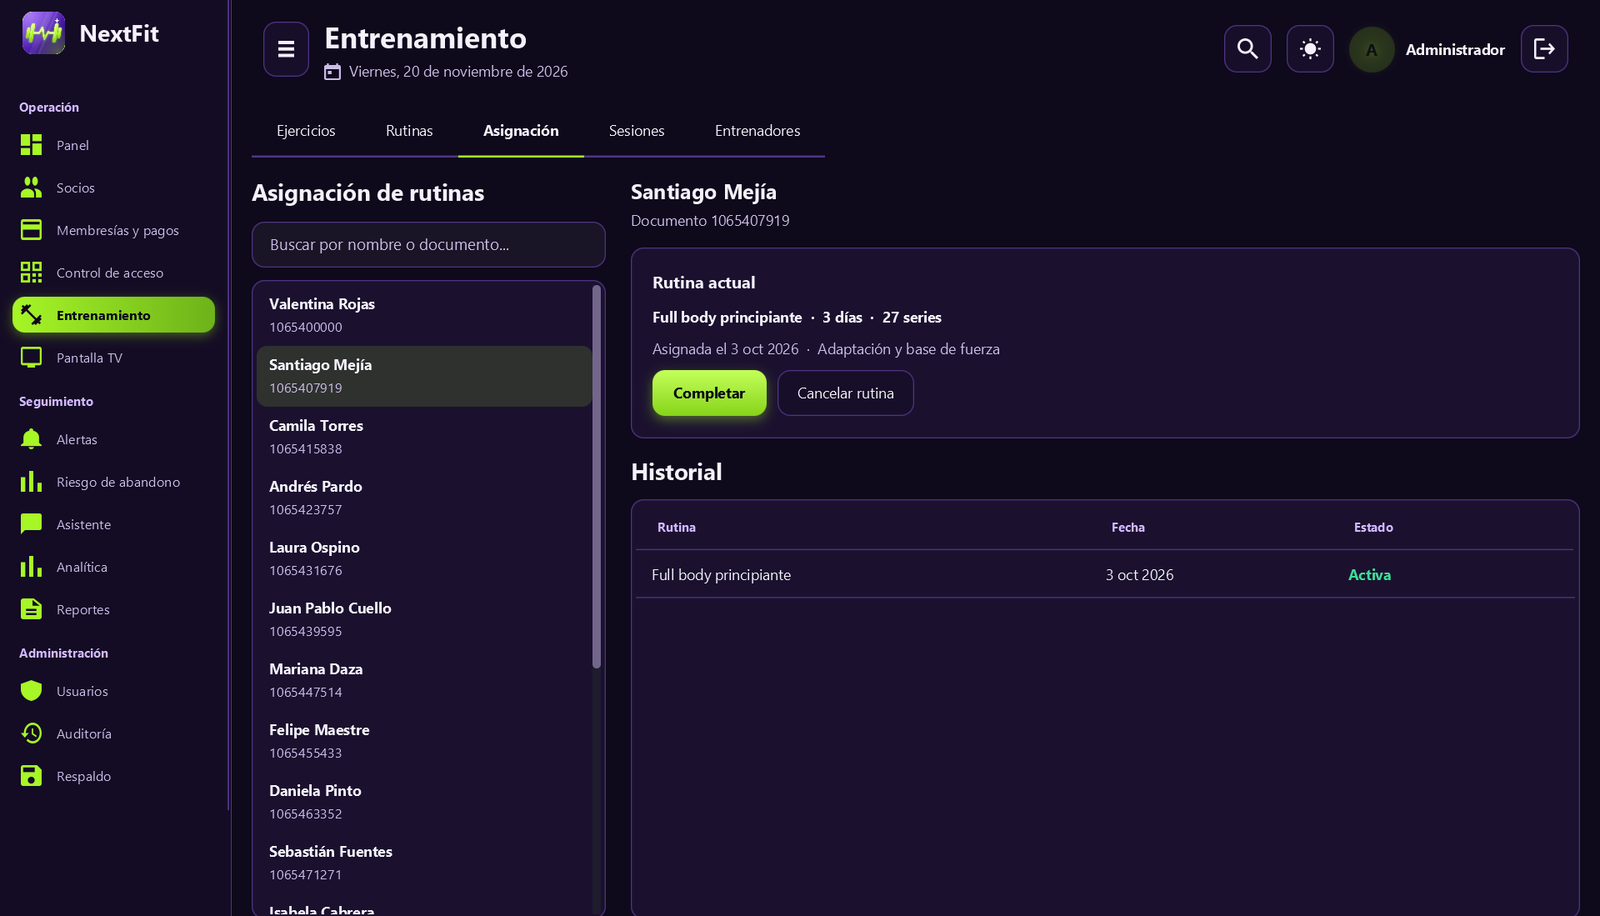 NextFit
Operación
Panel
Socios
Membresías y pagos
Control de acceso
Entrenamiento
Pantalla TV
Seguimiento
Alertas
Riesgo de abandono
Asistente
Analítica
Reportes
Administración
Usuarios
Auditoría
Respaldo
Entrenamiento
Viernes, 20 de noviembre de 2026
A
Administrador
Ejercicios
Rutinas
Asignación
Sesiones
Entrenadores
Asignación de rutinas
Buscar por nombre o documento...
Valentina Rojas
1065400000
Santiago Mejía
1065407919
Camila Torres
1065415838
Andrés Pardo
1065423757
Laura Ospino
1065431676
Juan Pablo Cuello
1065439595
Mariana Daza
1065447514
Felipe Maestre
1065455433
Daniela Pinto
1065463352
Sebastián Fuentes
1065471271
Isabela Cabrera
Santiago Mejía
Documento 1065407919
Rutina actual
Full body principiante · 3 días · 27 series
Asignada el 3 oct 2026 · Adaptación y base de fuerza
Completar
Cancelar rutina
Historial
Rutina Fecha Estado
Full body principiante 3 oct 2026 Activa